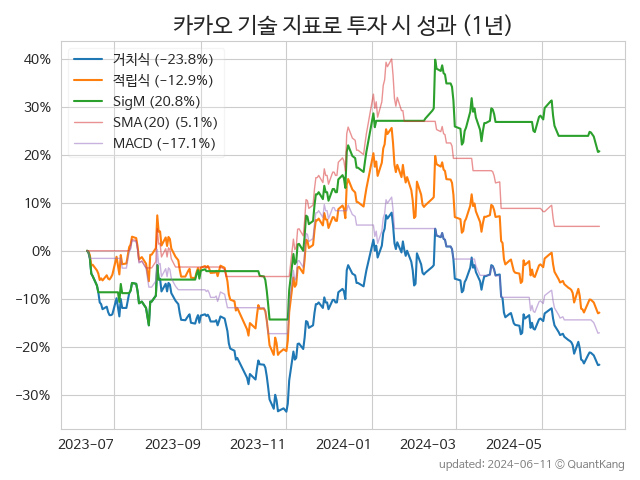 카카오 기술 지표로 투자 시 성과 (1년)
거치식 (−23.8%)
적립식 (−12.9%)
SigM (20.8%)
SMA(20) (5.1%)
MACD (−17.1%)
40%
30%
20%
10%
0%
−10%
−20%
−30%
2023−07
2023−09
2023−11
2024−01
2024−03
2024−05
updated: 2024-06-11 © QuantKang